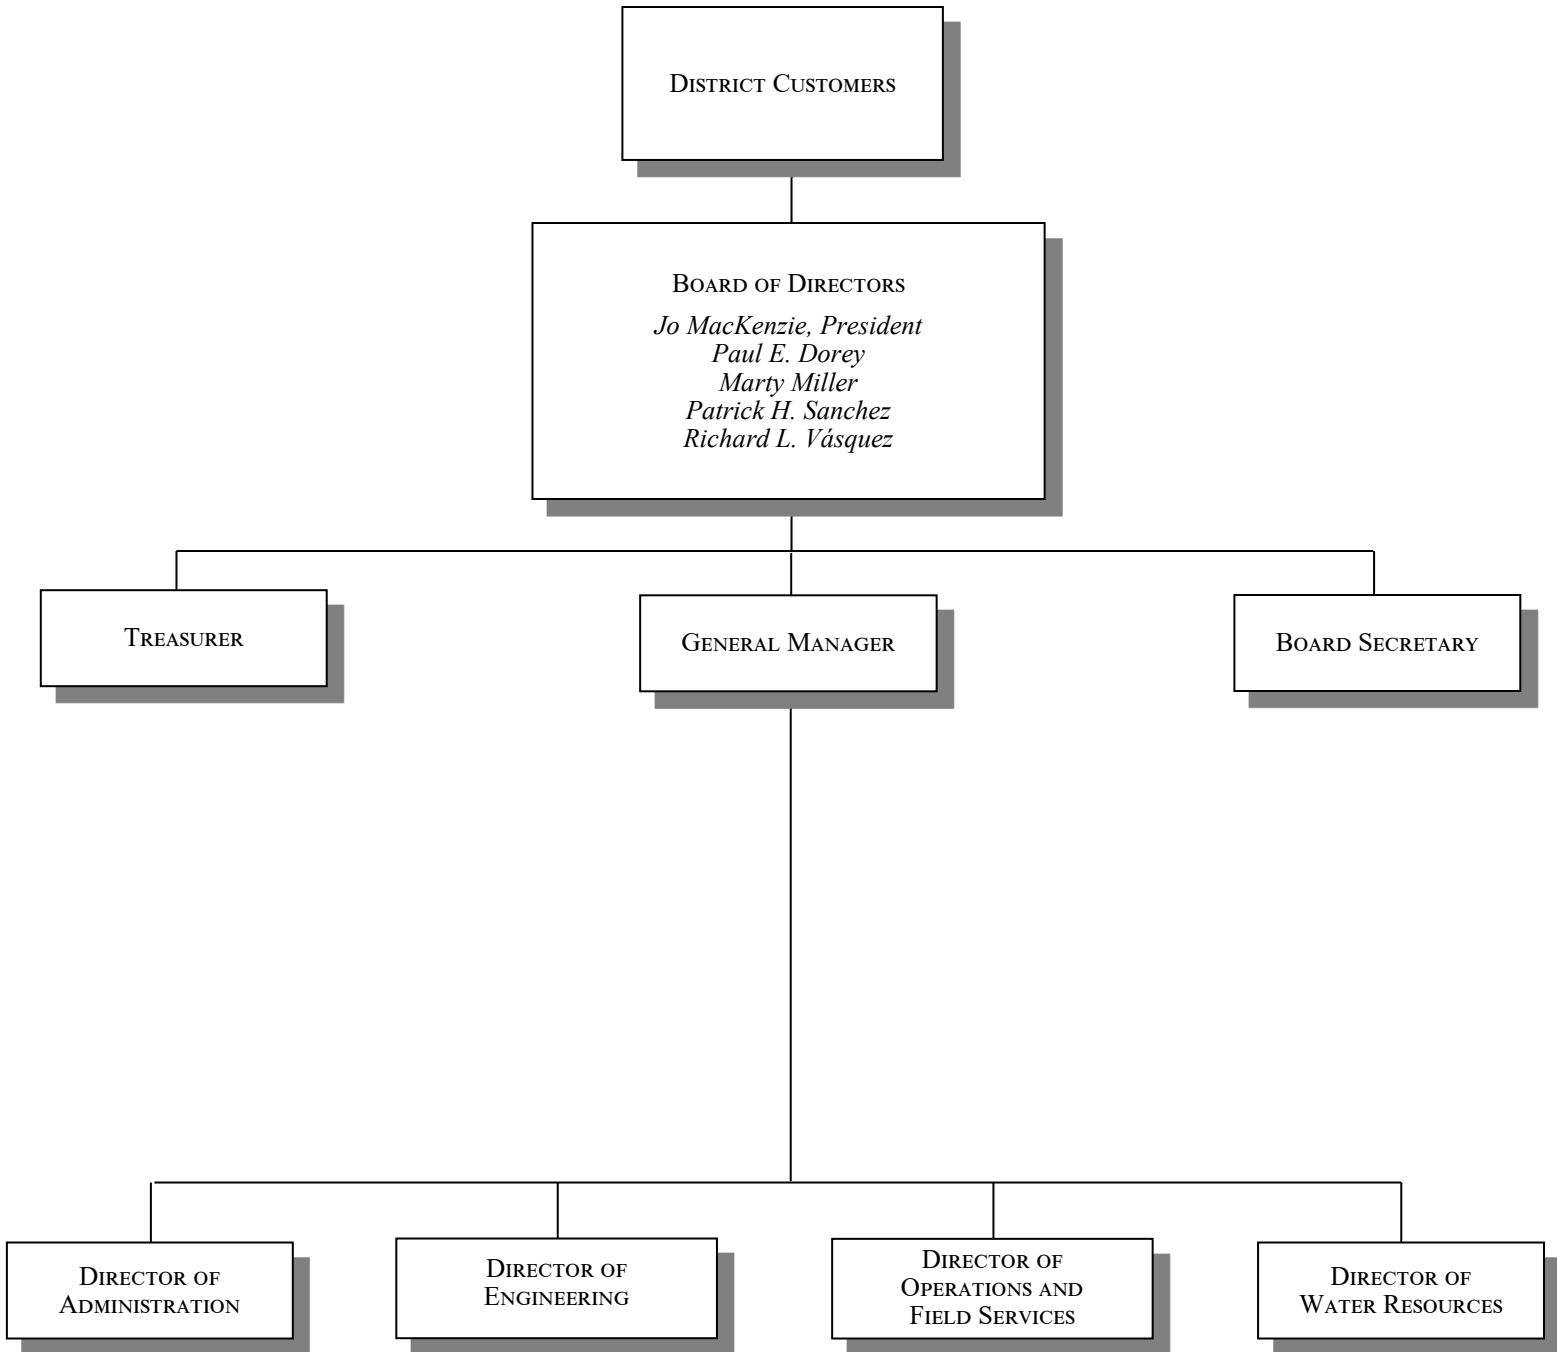 District Customers
Board of Directors
Jo MacKenzie, President
Paul E. Dorey
Marty Miller
Patrick H. Sanchez
Richard L. Vásquez
Treasurer
General Manager
Board Secretary
Director of
Administration
Director of
Engineering
Director of
Operations and
Field Services
Director of
Water Resources